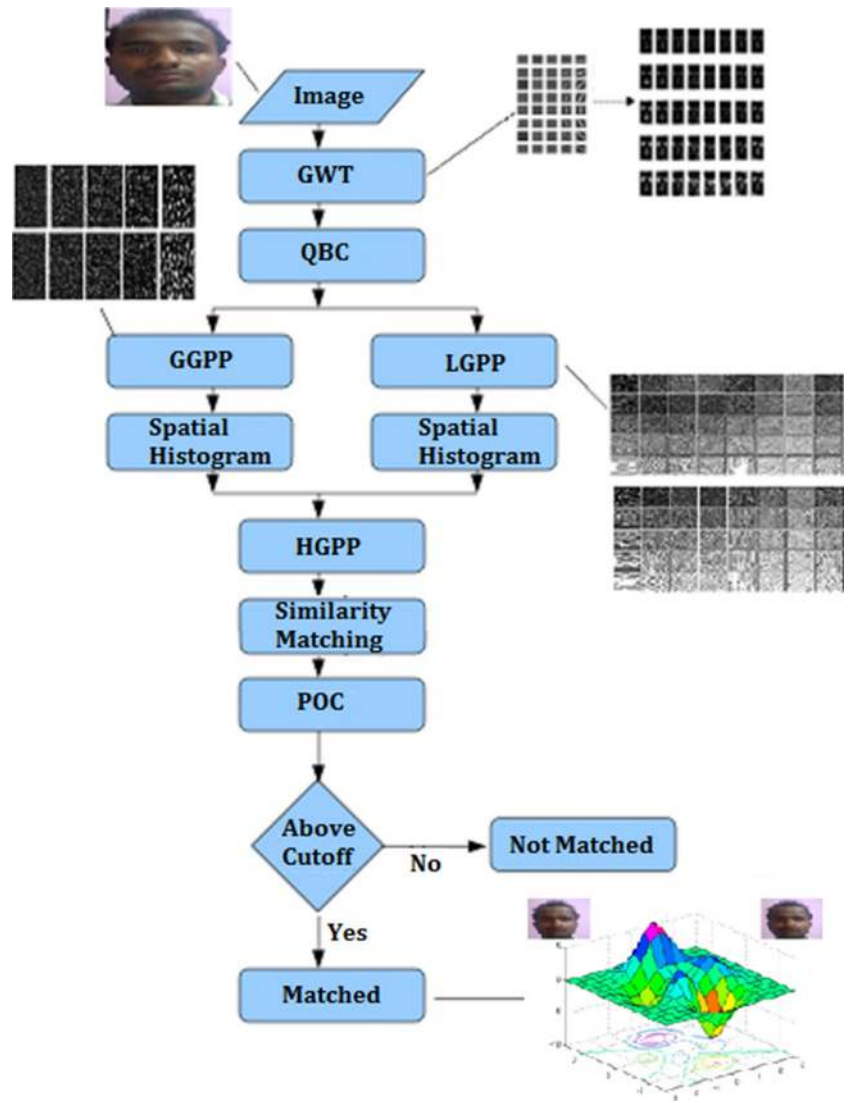 Image
GWT
QBC
GGPP
LGPP
Spatial
Histogram
Spatial
Histogram
HGPP
Similarity
Matching
POC
Above
Cutoff
No
Not Matched
Yes
Matched